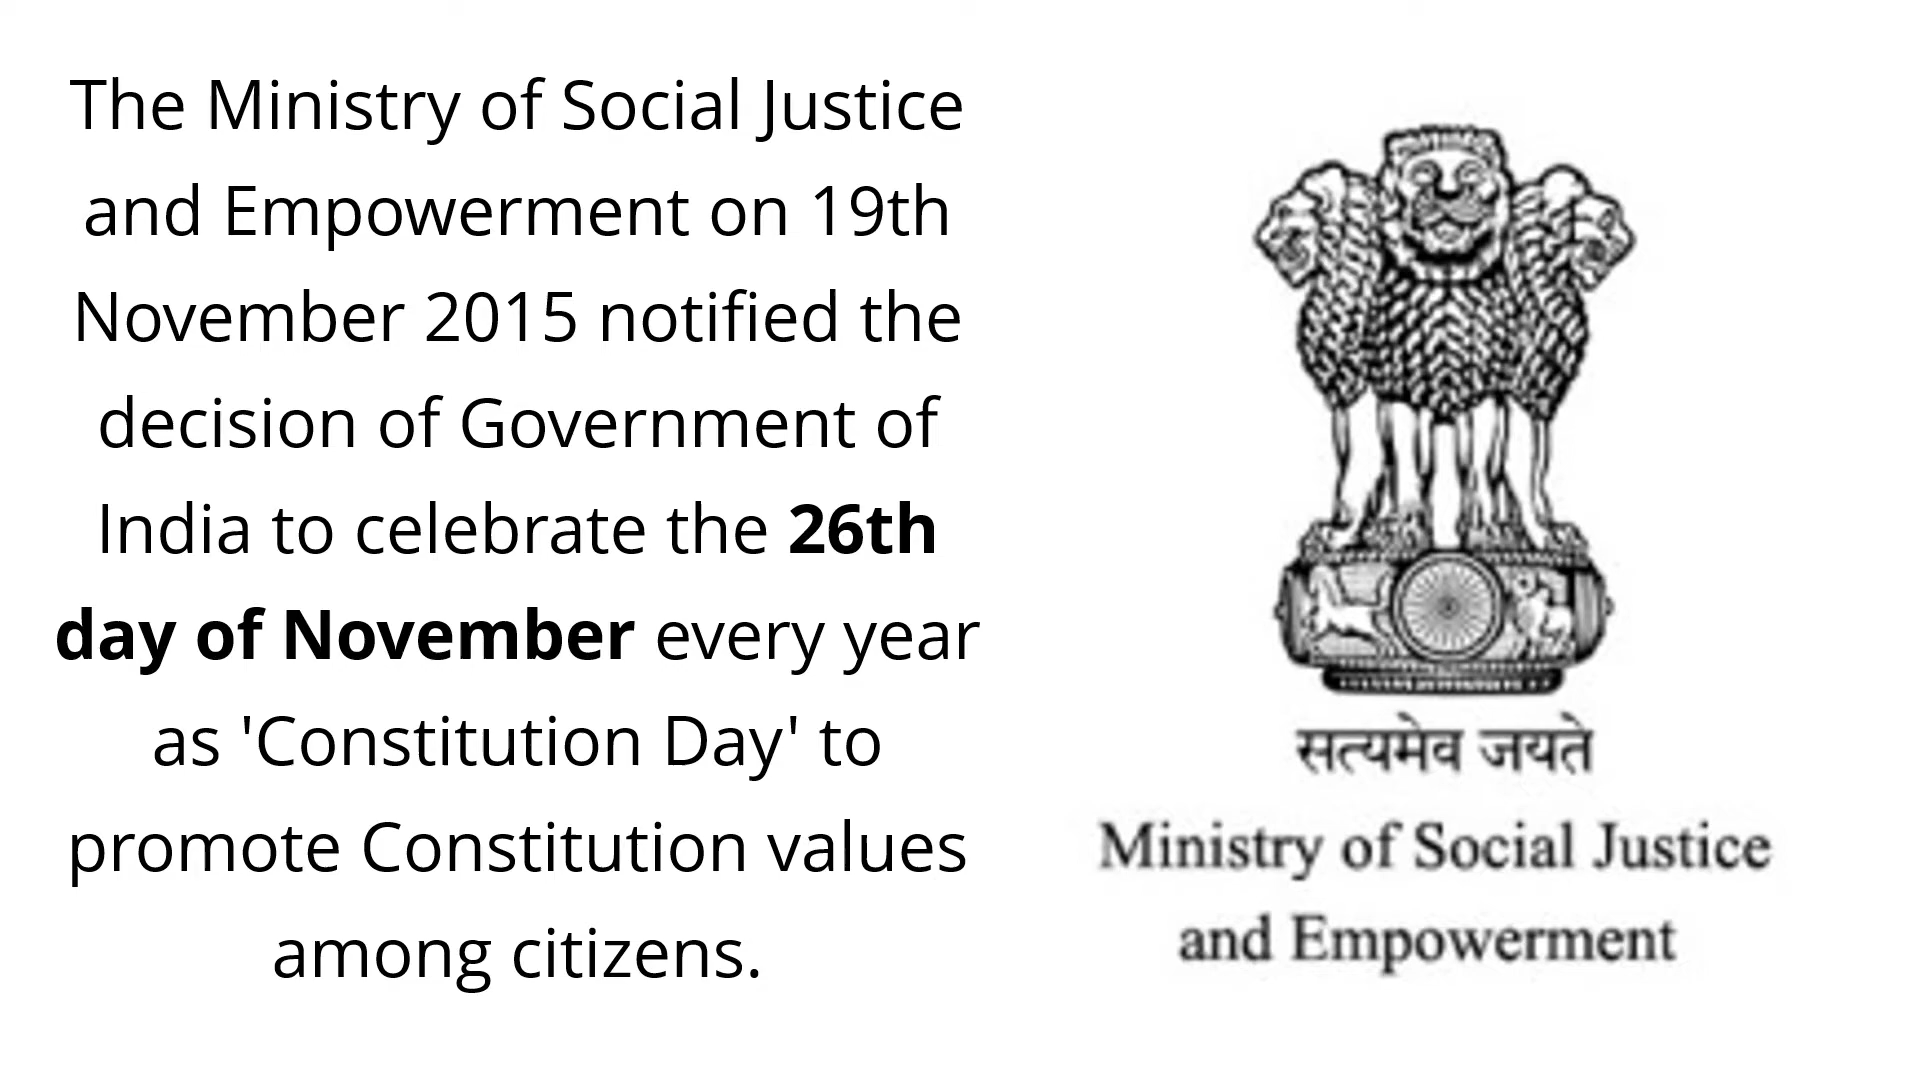 The Ministry of Social Justice
and Empowerment on 19th
November 2015 notified the
decision of Government of
India to celebrate the 26th
day of November every year
as 'Constitution Day' to
promote Constitution values
among citizens.
सत्यमेव जयते
Ministry of Social Justice
and Empowerment